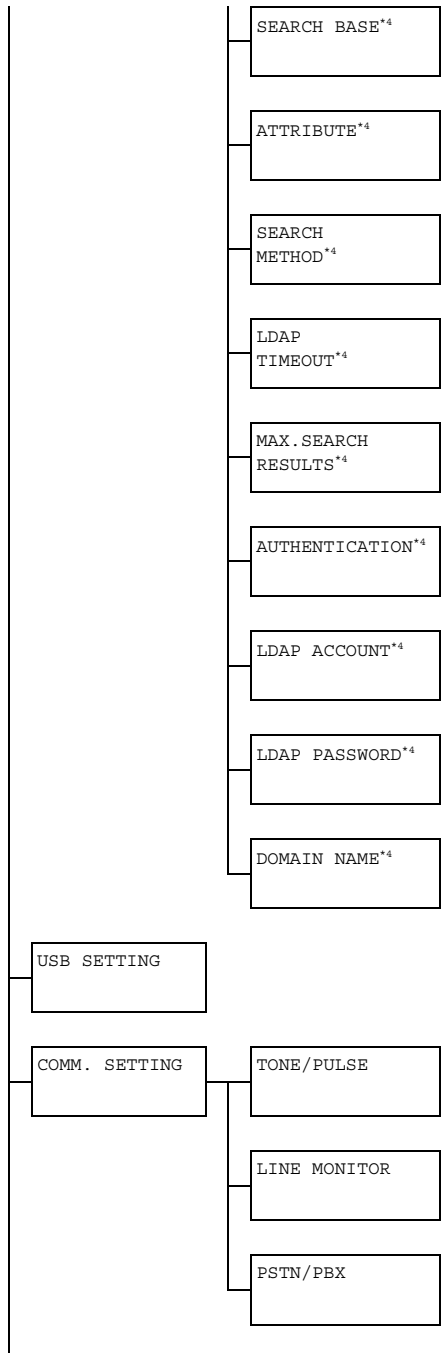 SEARCH BASE*4
ATTRIBUTE*4
SEARCH
METHOD*4
LDAP
TIMEOUT*4
MAX.SEARCH
RESULTS*4
AUTHENTICATION*4
LDAP ACCOUNT*4
LDAP PASSWORD*4
DOMAIN NAME*4
USB SETTING
COMM. SETTING
TONE/PULSE
LINE MONITOR
PSTN/PBX